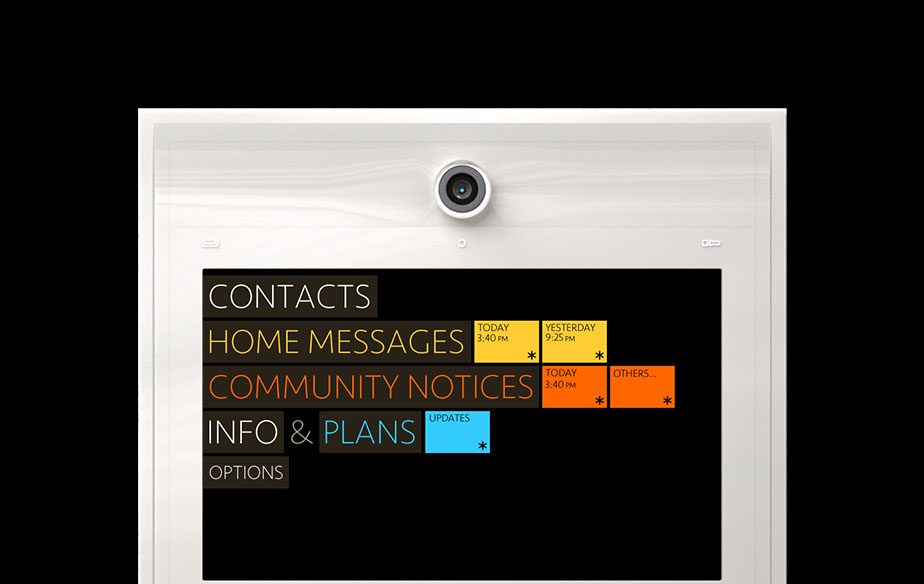 CONTACTS
HOME MESSAGES
TODAY
3:40 PM
*
YESTERDAY
9:25 PM
*
COMMUNITY NOTICES
TODAY
3:40 PM
*
OTHERS...
*
INFO & PLANS
UPDATES
*
OPTIONS